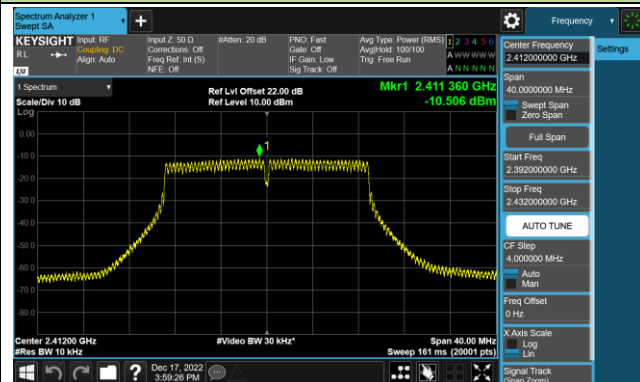 Spectrum Analyzer 1
Swept SA
Frequency
KEYSIGHT
Input: RF
Coupling: DC
Align: Auto
Input Z: 50 Ω
Corrections: Off
Freq Ref: Int (S)
NFE: Off
#Atten: 20 dB
PNO: Fast
Gate: Off
IF Gain: Low
Sig Track: Off
Avg Type: Power (RMS)
Avg|Hold: 100/100
Trig: Free Run
1 2 3 4 5 6
A W W W W W
A N N N N N
RL
LXI
1 Spectrum
Scale/Div 10 dB
Ref Lvl Offset 22.00 dB
Ref Level 10.00 dBm
Mkr1 2.411 360 GHz
-10.506 dBm
Log
0.00
-10.0
-20.0
-30.0
-40.0
-50.0
-60.0
-70.0
-80.0
1
Center 2.41200 GHz
#Res BW 10 kHz
#Video BW 30 kHz*
Span 40.00 MHz
Sweep 161 ms (20001 pts)
Dec 17, 2022
3:59:26 PM
Center Frequency
2.412000000 GHz
Settings
Span
40.0000000 MHz
Swept Span
Zero Span
Full Span
Start Freq
2.392000000 GHz
Stop Freq
2.432000000 GHz
AUTO TUNE
CF Step
4.000000 MHz
Auto
Man
Freq Offset
0 Hz
X Axis Scale
Log
Lin
Signal Track
(Span Zoom)